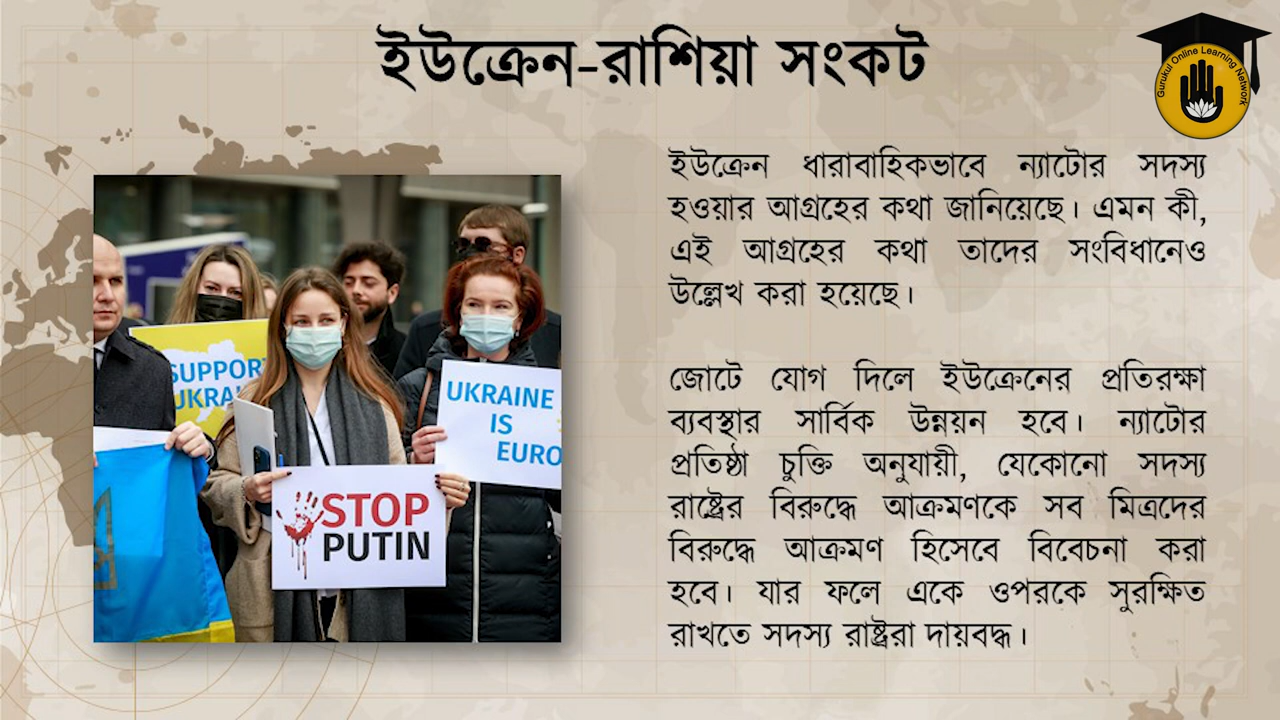 ইউক্রেন-রাশিয়া সংকট
Gurukul Online Learning Network
ইউক্রেন ধারাবাহিকভাবে ন্যাটোর সদস্য
হওয়ার আগ্রহের কথা জানিয়েছে। এমন কী,
এই আগ্রহের কথা তাদের সংবিধানেও
উল্লেখ করা হয়েছে।
জোটে যোগ দিলে ইউক্রেনের প্রতিরক্ষা
ব্যবস্থার সার্বিক উন্নয়ন হবে। ন্যাটোর
প্রতিষ্ঠা চুক্তি অনুযায়ী, যেকোনো সদস্য
রাষ্ট্রের বিরুদ্ধে আক্রমণকে সব মিত্রদের
বিরুদ্ধে আক্রমণ হিসেবে বিবেচনা করা
হবে। যার ফলে একে ওপরকে সুরক্ষিত
রাখতে সদস্য রাষ্ট্ররা দায়বদ্ধ।
SUPPORT
UKRA
UKRAINE
IS
EURO
STOP
PUTIN